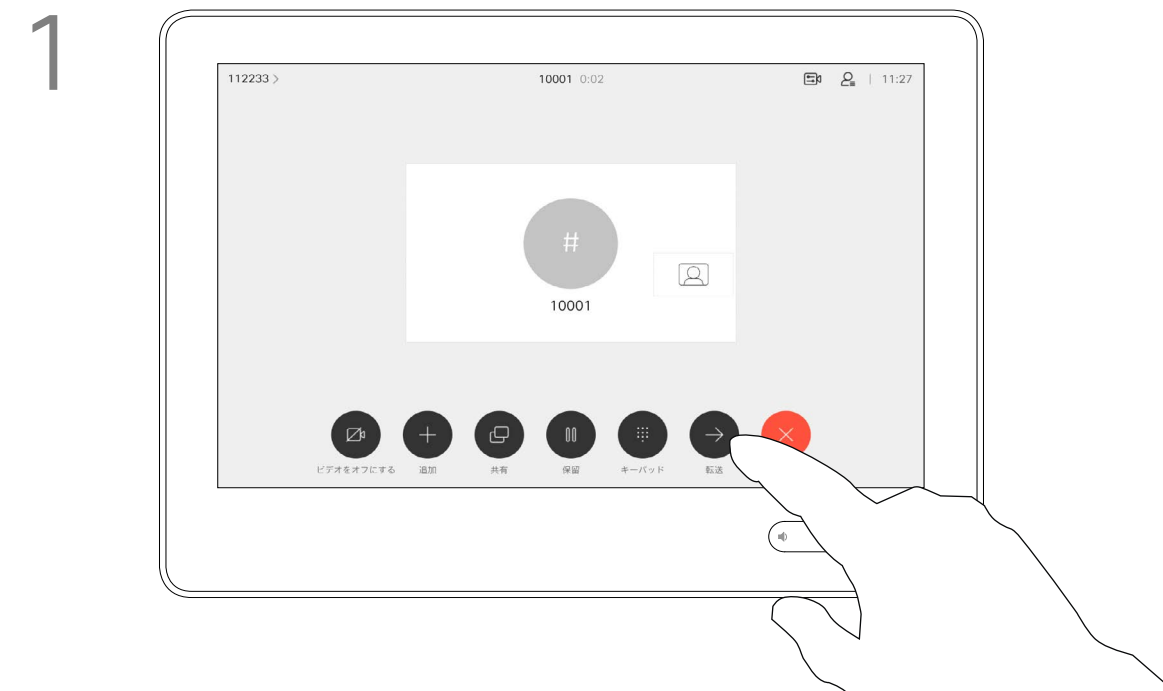 1
112233 >
10001 0:02
11:27
#
10001
ビデオをオフにする
追加
共有
保留
キーパッド
転送